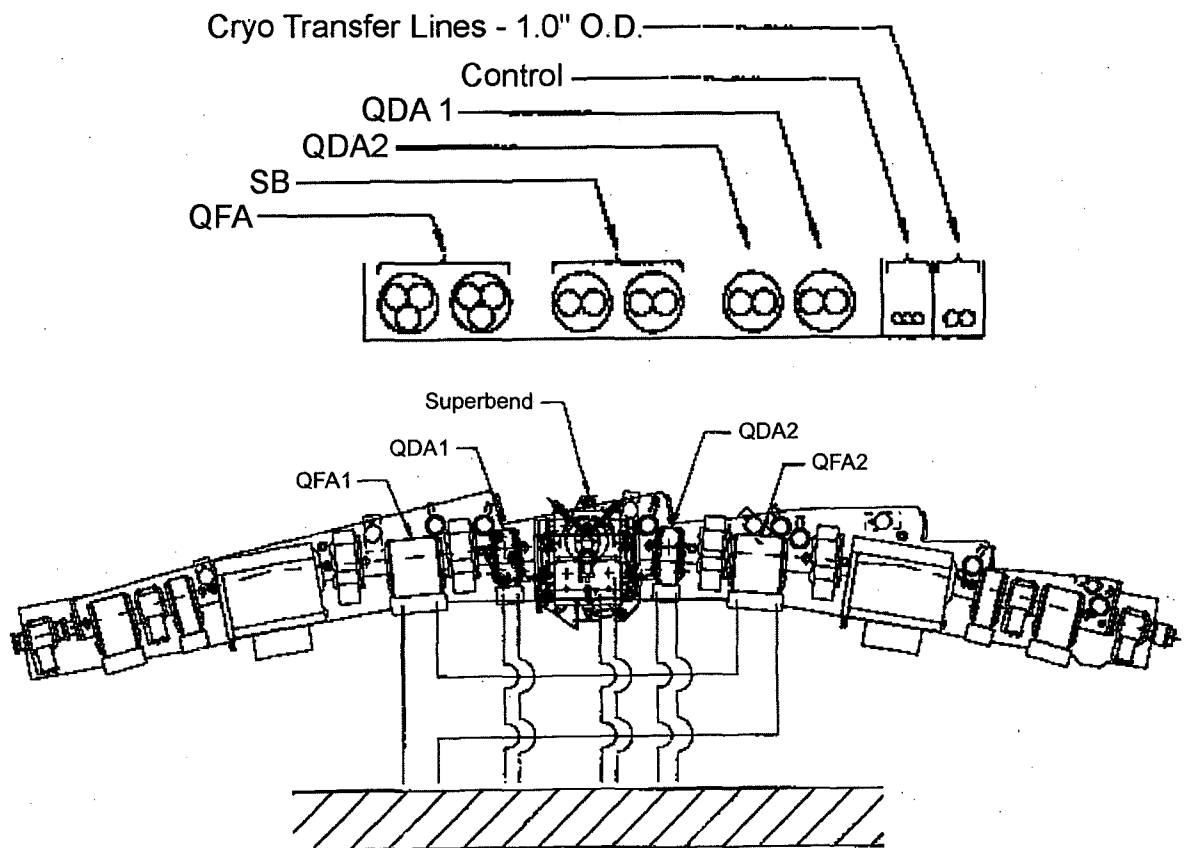 Cryo Transfer Lines - 1.0" O.D.
Control
QDA 1
QDA2
SB
QFA
Superbend
QDA1
QDA2
QFA1
QFA2